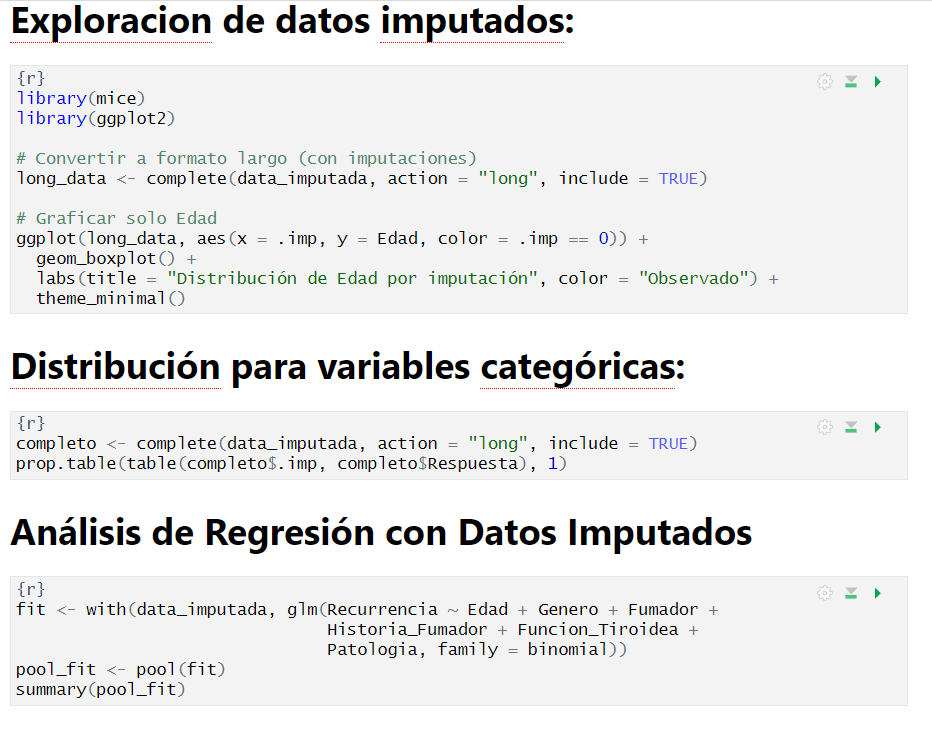 Exploracion de datos imputados:
{r}
library(mice)
library(ggplot2)
# Convertir a formato largo (con imputaciones)
long_data <- complete(data_imputada, action = "long", include = TRUE)
# Graficar solo Edad
ggplot(long_data, aes(x = .imp, y = Edad, color = .imp == 0)) +
  geom_boxplot() +
  labs(title = "Distribución de Edad por imputación", color = "Observado") +
  theme_minimal()
Distribución para variables categóricas:
{r}
completo <- complete(data_imputada, action = "long", include = TRUE)
prop.table(table(completo$.imp, completo$Respuesta), 1)
Análisis de Regresión con Datos Imputados
{r}
fit <- with(data_imputada, glm(Recurrencia ~ Edad + Genero + Fumador +
                               Historia_Fumador + Funcion_Tiroidea +
                               Patologia, family = binomial))
pool_fit <- pool(fit)
summary(pool_fit)